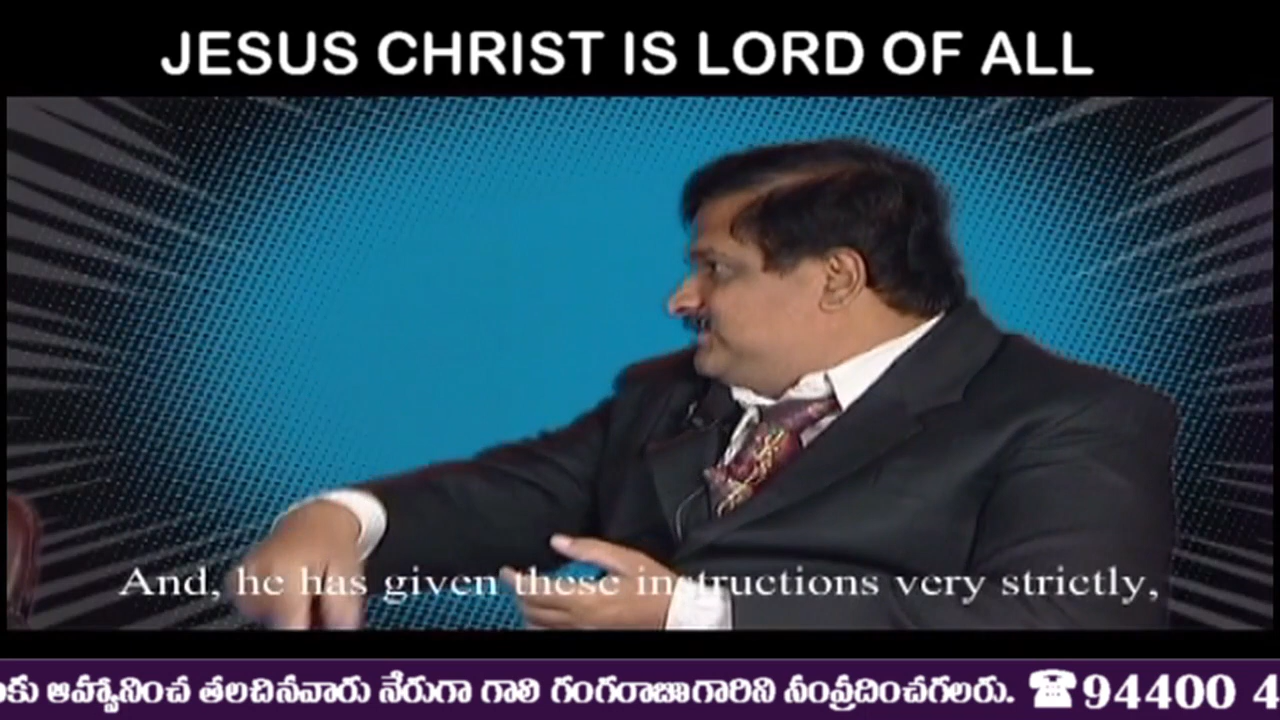 JESUS CHRIST IS LORD OF ALL
And, he has given these instructions very strictly,
కు ఆహ్వానించ తలచినవారు నేరుగా గాలి గంగరాజుగారిని సంప్రదించగలరు. ☎94400 4